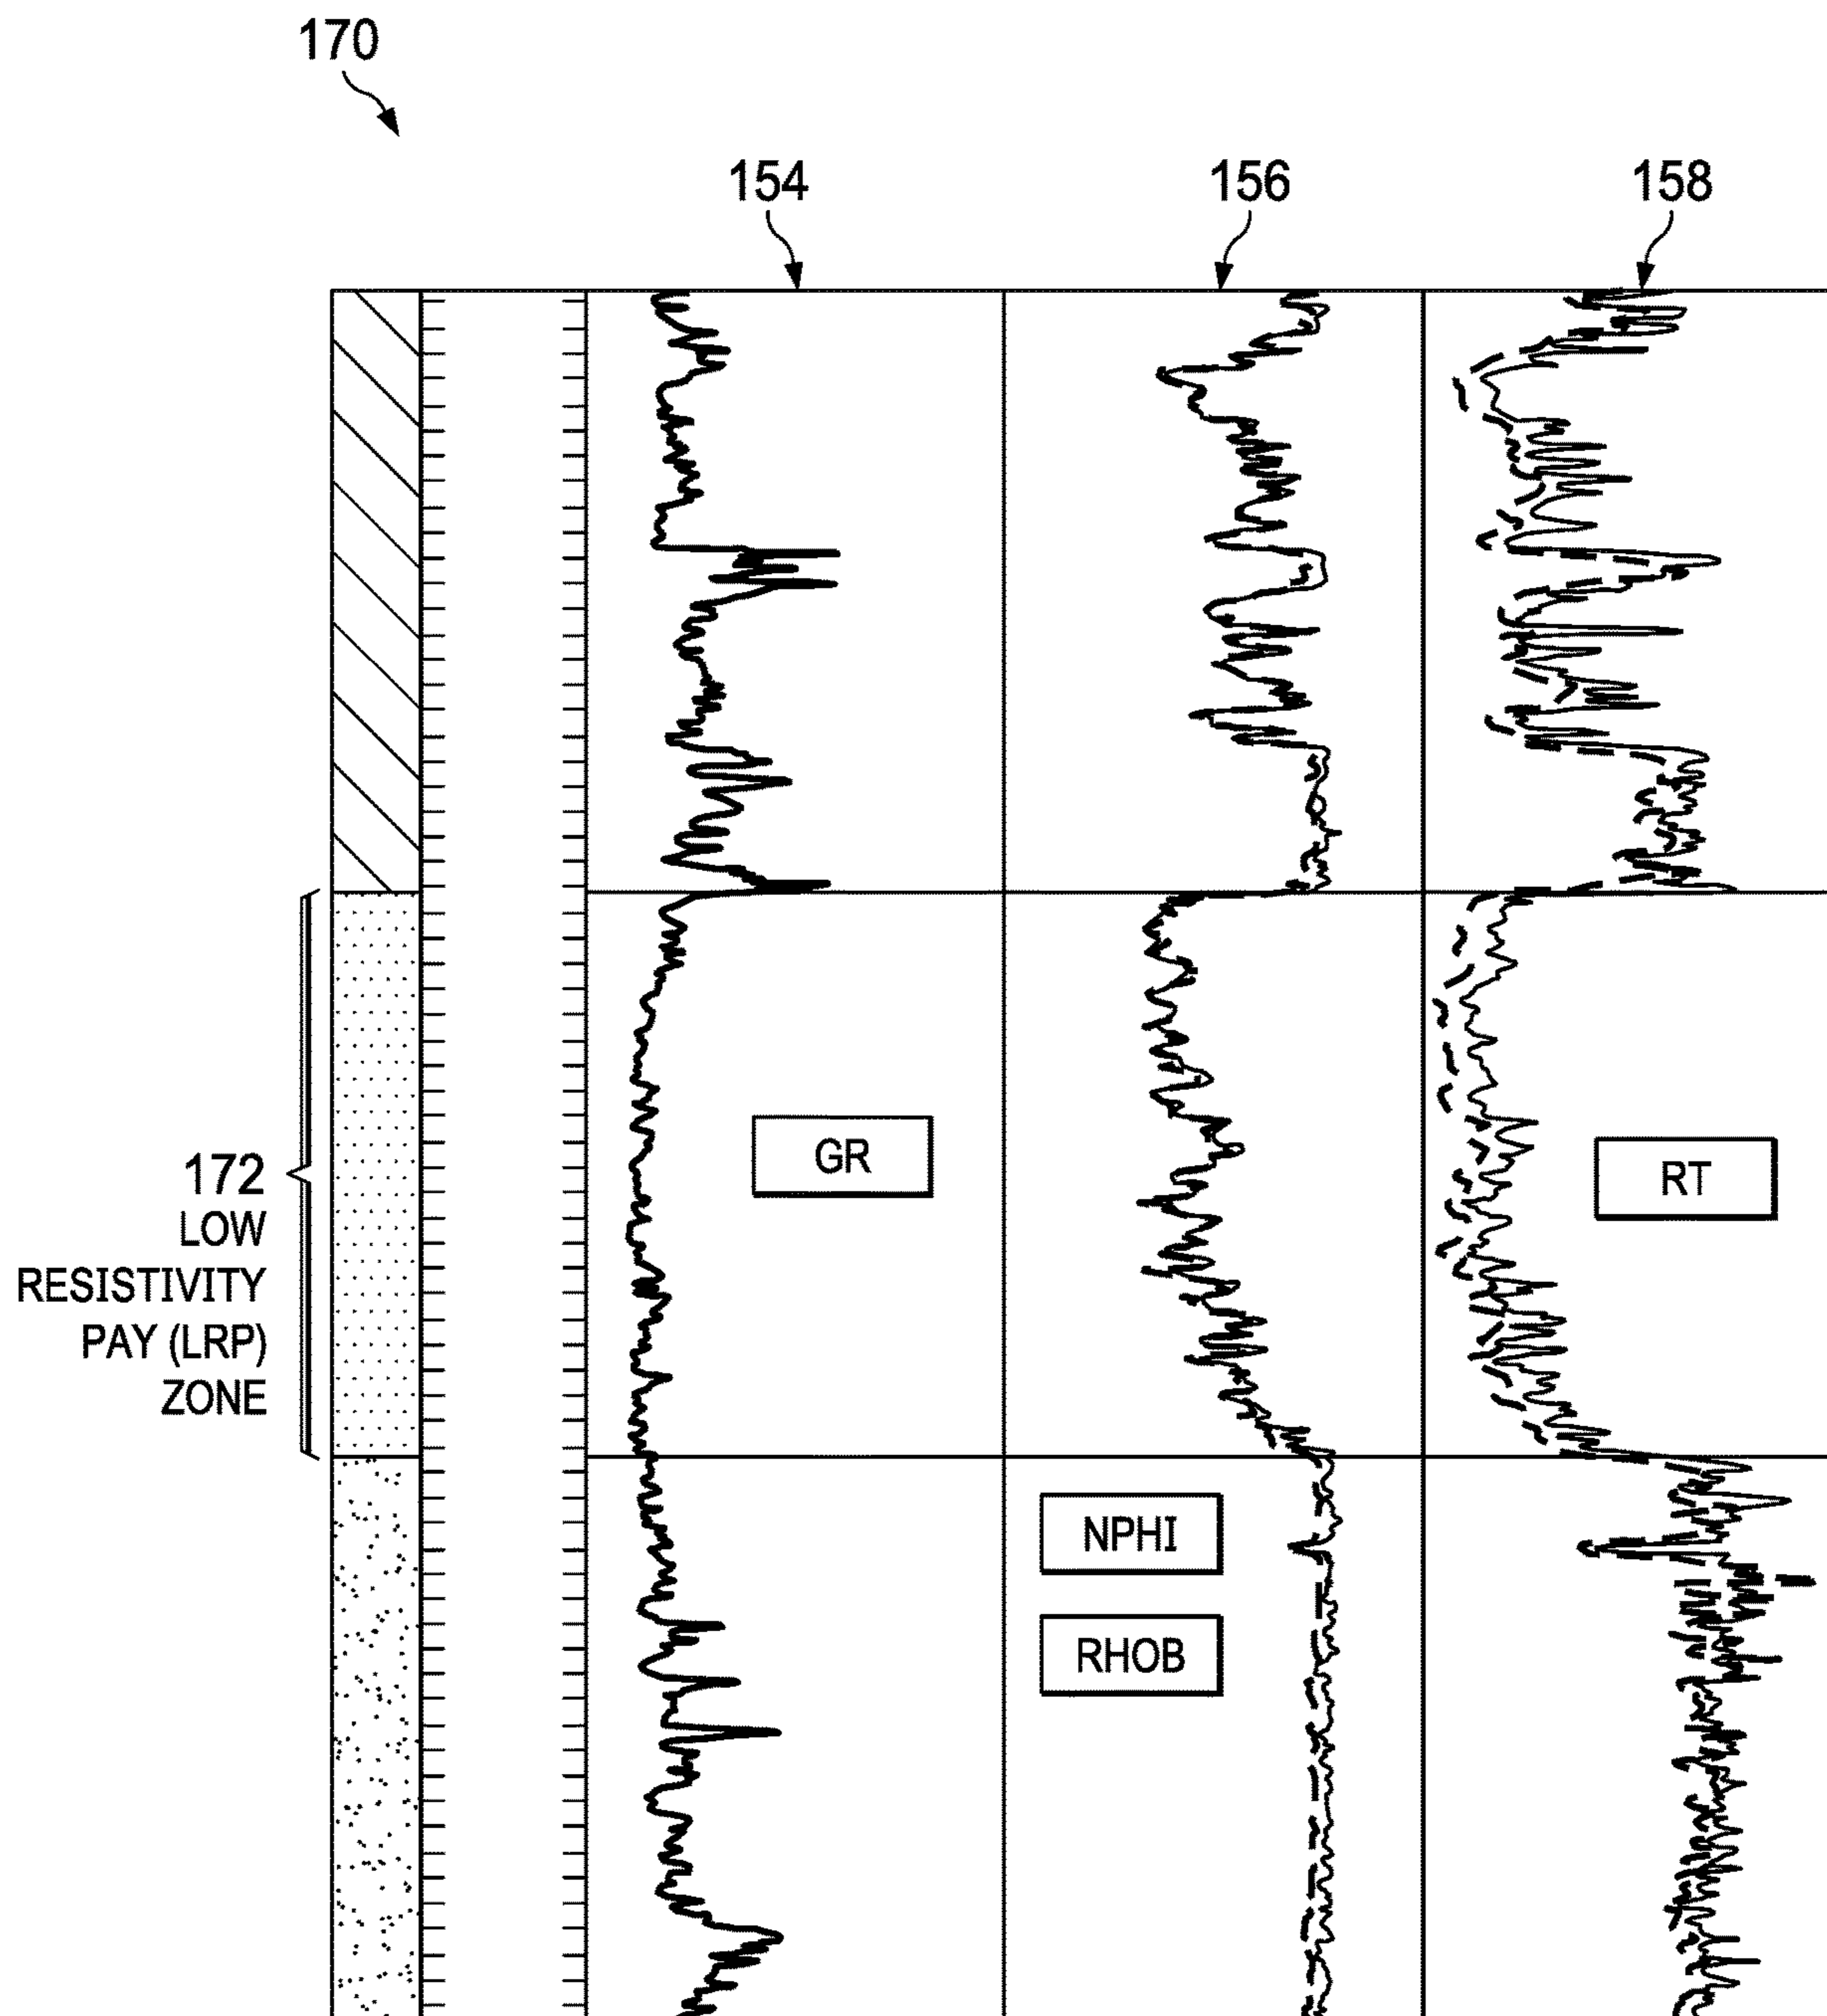 170
154
156
158
GR
172
LOW
RESISTIVITY
PAY (LRP)
ZONE
RT
NPHI
RHOB